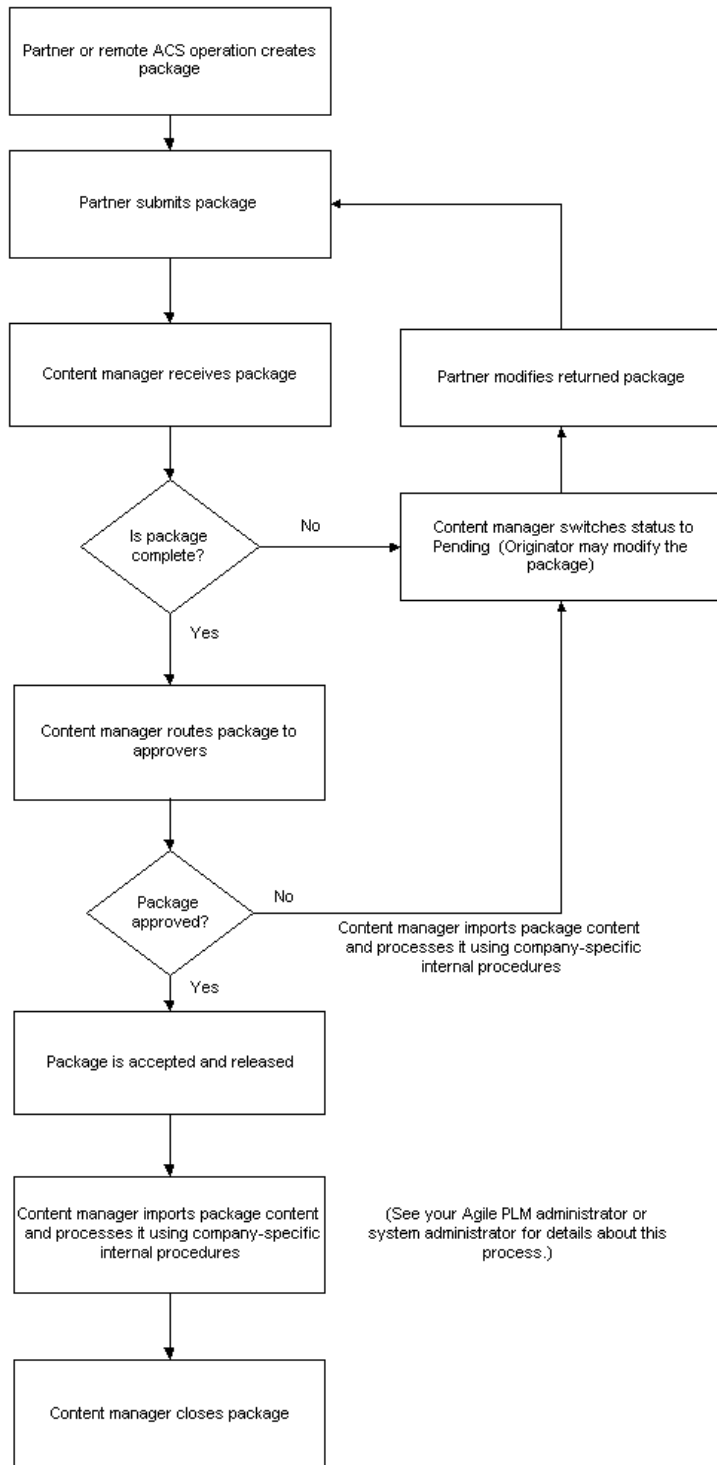 Partner or remote ACS operation creates
package
Partner submits package
Content manager receives package
Partner modifies returned package
Is package
complete?
No
Content manager switches status to
Pending (Originator may modify the
package)
Yes
Content manager routes package to
approvers
Package
approved?
No
Content manager imports package content
and processes it using company-specific
internal procedures
Yes
Package is accepted and released
Content manager imports package content
and processes it using company-specific
internal procedures
(See your Agile PLM administrator or
system administrator for details about this
process.)
Content manager closes package